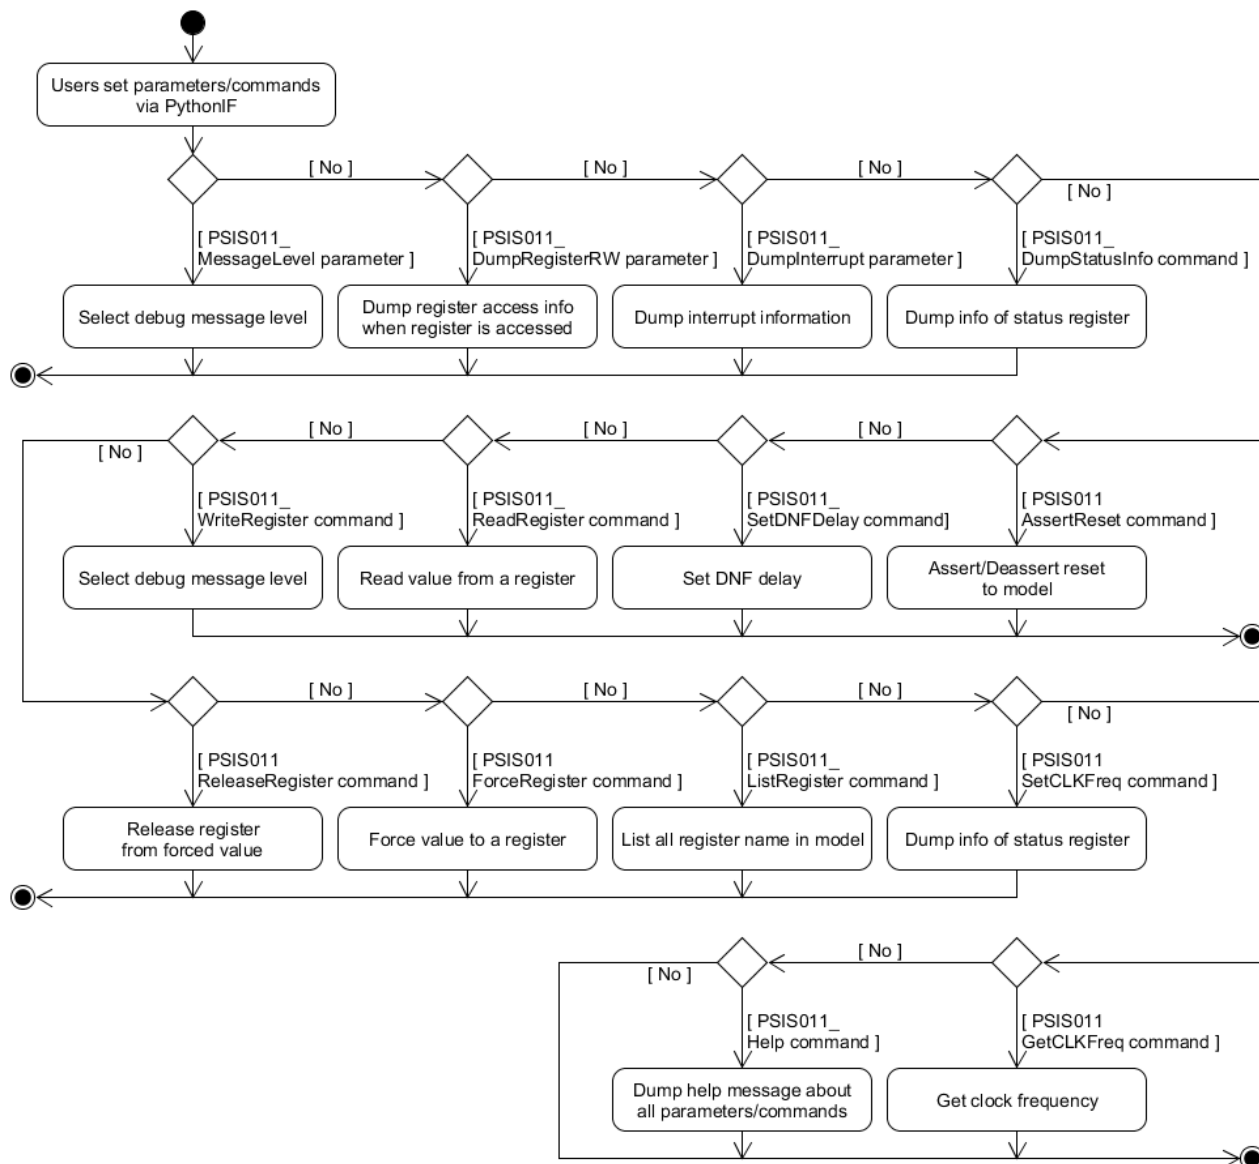 Users set parameters/commands
via PythonIF
[ No ]
[ No ]
[ No ]
[ No ]
[ PSIS011_
MessageLevel parameter ]
[ PSIS011_
DumpRegisterRW parameter ]
[ PSIS011_
DumpInterrupt parameter ]
[ PSIS011_
DumpStatusInfo command ]
Select debug message level
Dump register access info
when register is accessed
Dump interrupt information
Dump info of status register
[ No ]
[ No ]
[ No ]
[ No ]
[ PSIS011_
WriteRegister command ]
[ PSIS011_
ReadRegister command ]
[ PSIS011_
SetDNFDelay command]
[ PSIS011
AssertReset command ]
Select debug message level
Read value from a register
Set DNF delay
Assert/Deassert reset
to model
[ No ]
[ No ]
[ No ]
[ No ]
[ PSIS011
ReleaseRegister command ]
[ PSIS011
ForceRegister command ]
[ PSIS011_
ListRegister command ]
[ PSIS011
SetCLKFreq command ]
Release register
from forced value
Force value to a register
List all register name in model
Dump info of status register
[ No ]
[ No ]
[ PSIS011_
Help command ]
[ PSIS011
GetCLKFreq command ]
Dump help message about
all parameters/commands
Get clock frequency